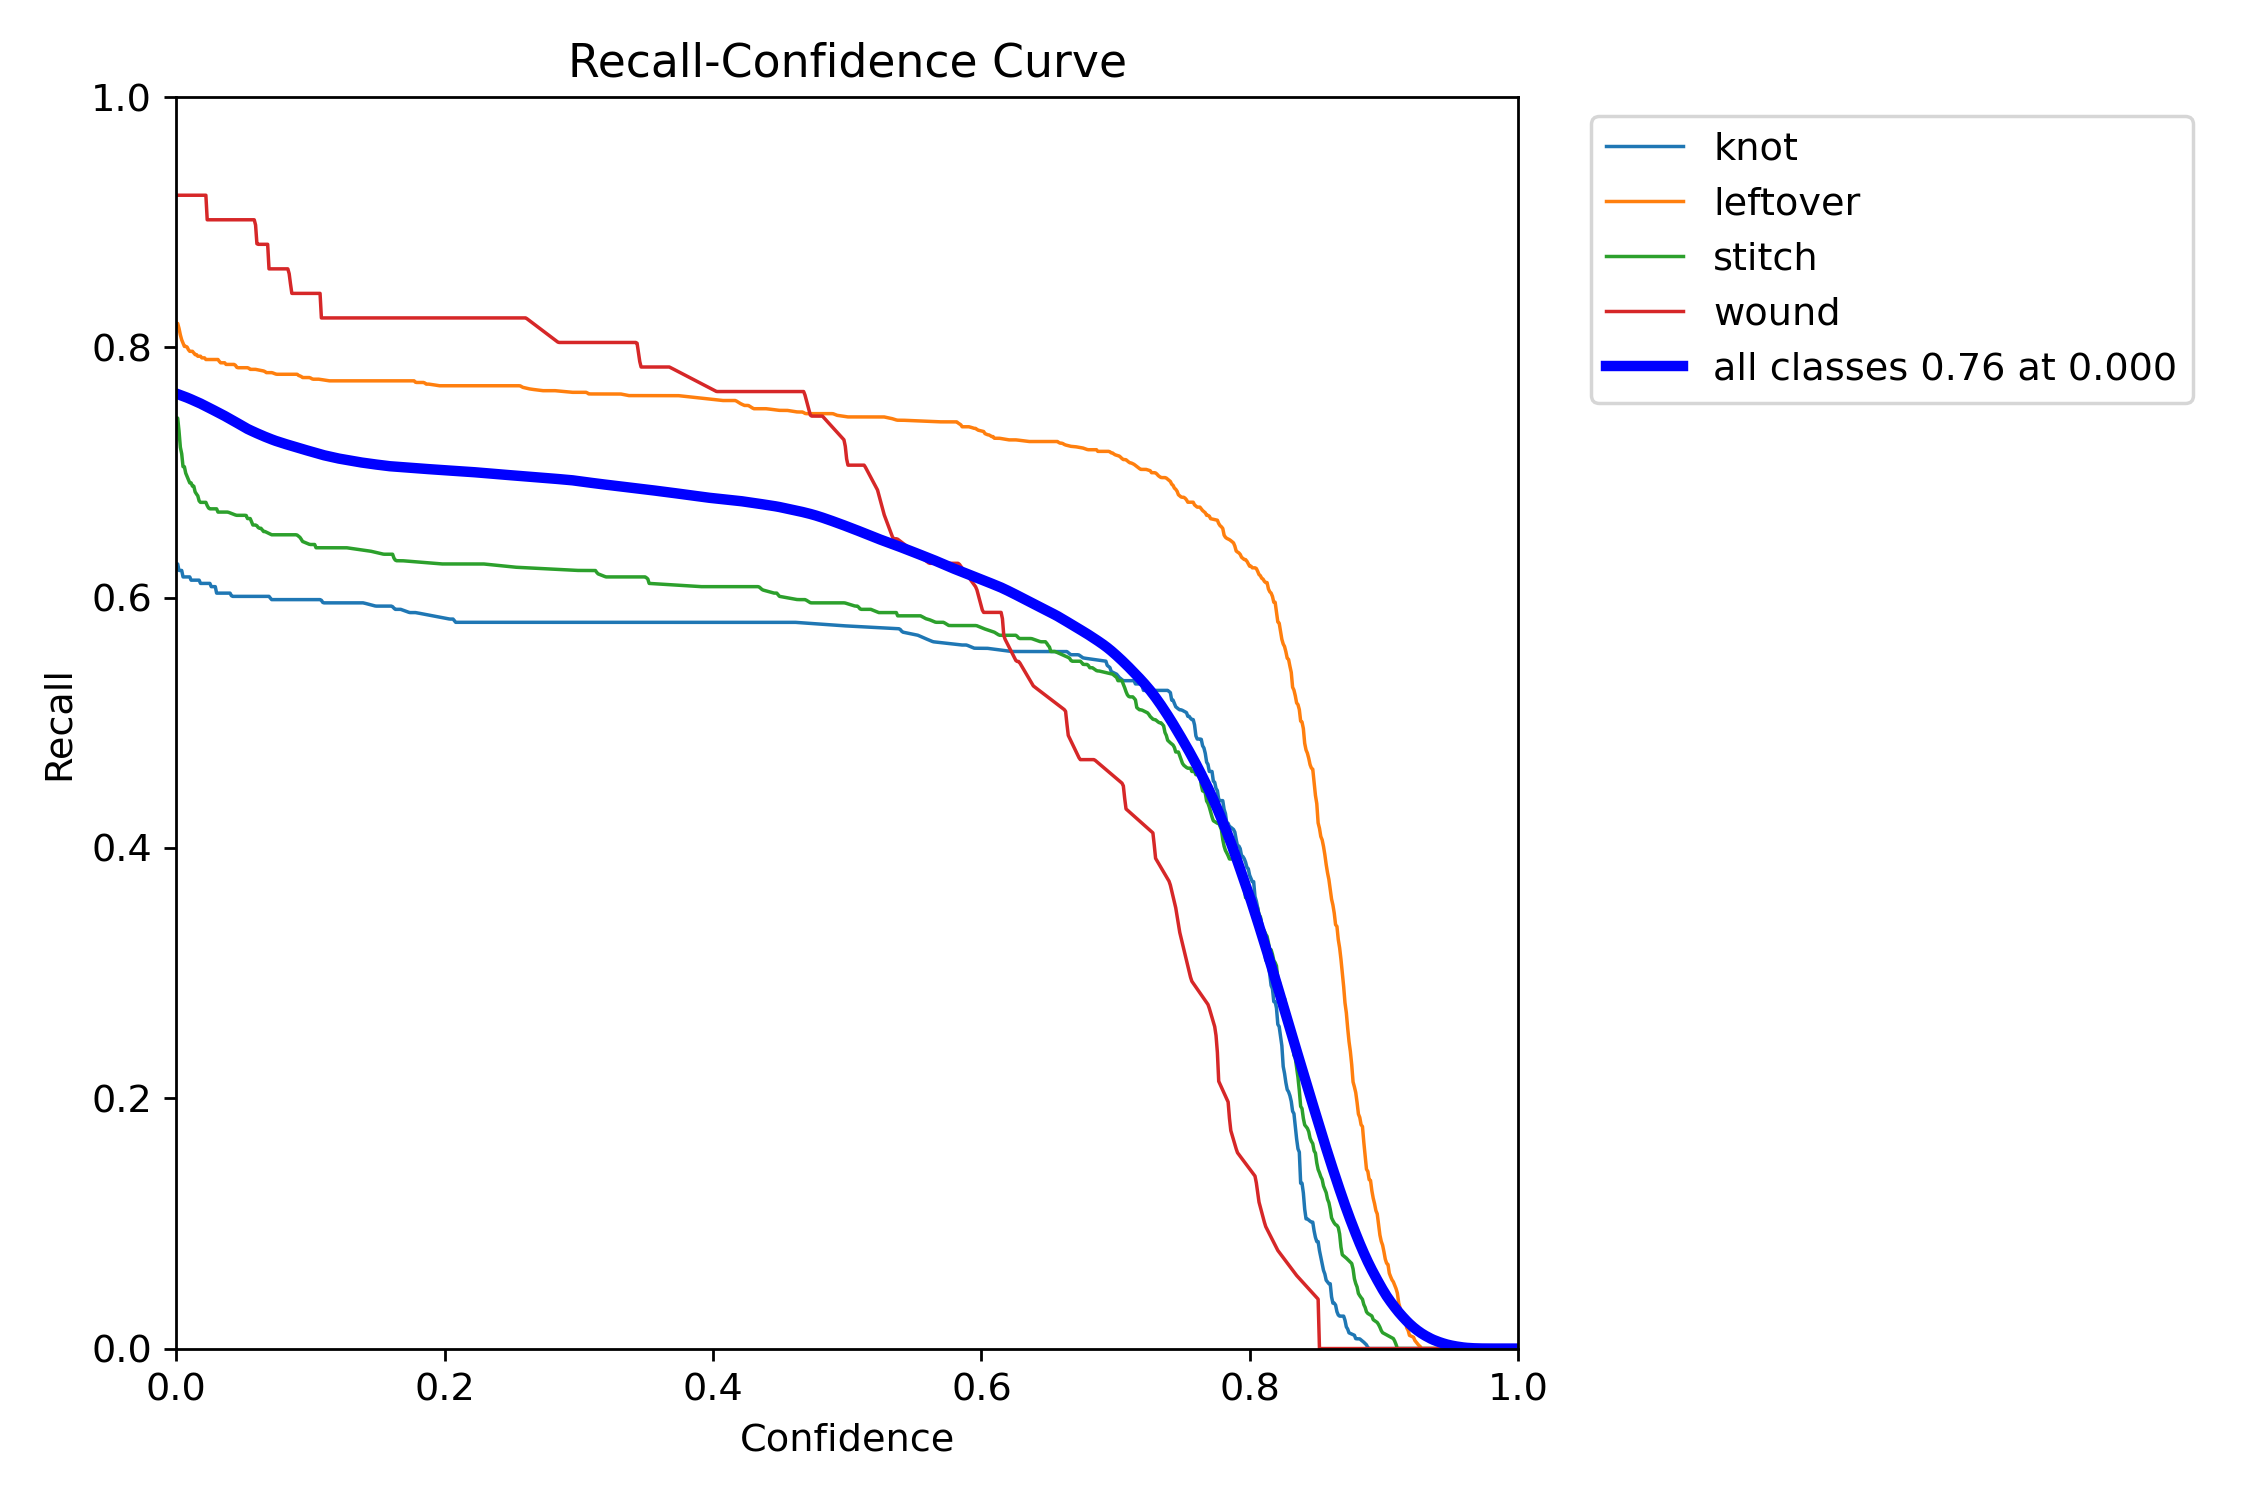 Recall-Confidence Curve
1.0
0.8
0.6
0.4
0.2
0.0
Recall
0.0 0.2 0.4 0.6 0.8 1.0
Confidence
knot
leftover
stitch
wound
all classes 0.76 at 0.000